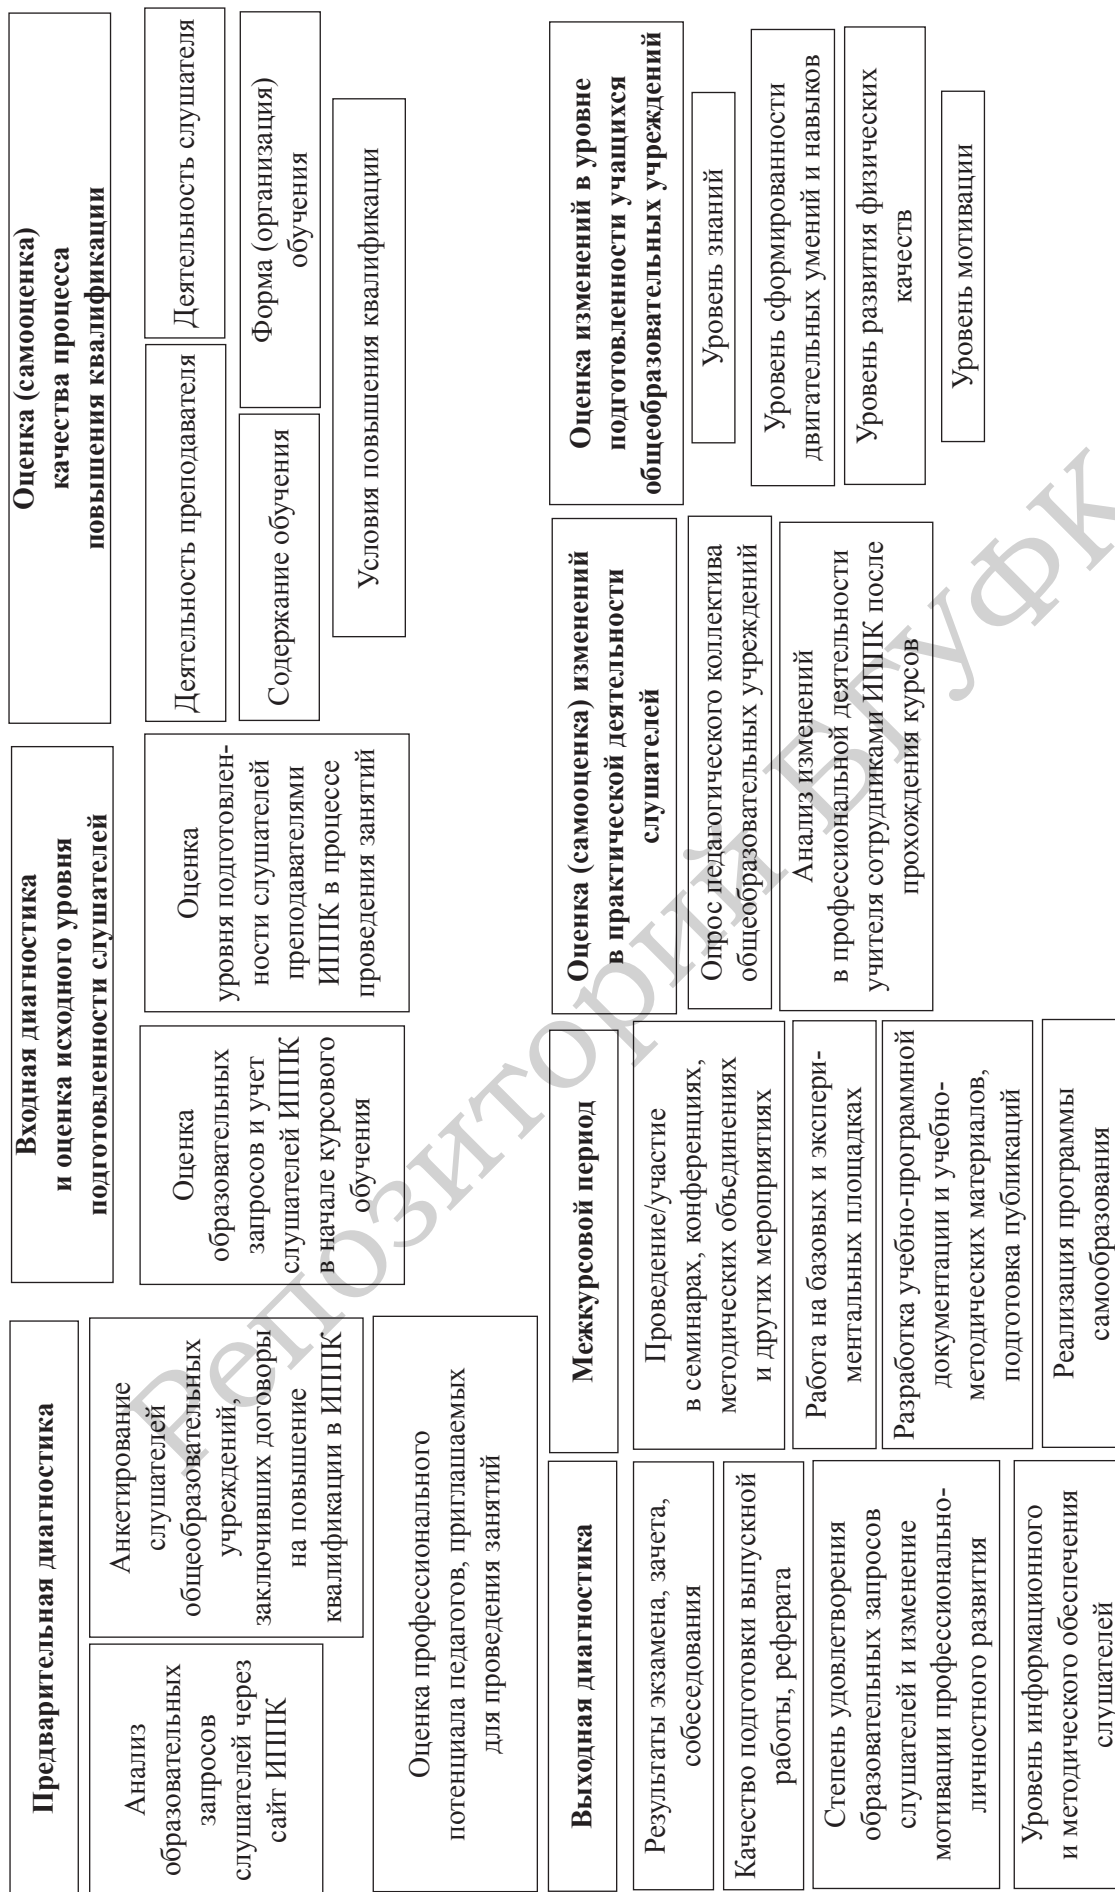 Предварительная диагностика
Анализ
образовательных
запросов
слушателей через
сайт ИППК
Анкетирование
слушателей
общеобразовательных
учреждений,
заключивших договоры
на повышение
квалификации в ИППК
Оценка профессионального
потенциала педагогов, приглашаемых
для проведения занятий
Входная диагностика
и оценка исходного уровня
подготовленности слушателей
Оценка
образовательных
запросов и учет
слушателей ИППК
в начале курсового
обучения
Оценка
уровня подготовлен-
ности слушателей
преподавателями
ИППК в процессе
проведения занятий
Оценка (самооценка)
качества процесса
повышения квалификации
Деятельность преподавателя
Деятельность слушателя
Содержание обучения
Форма (организация)
обучения
Условия повышения квалификации
Выходная диагностика
Результаты экзамена, зачета,
собеседования
Качество подготовки выпускной
работы, реферата
Степень удовлетворения
образовательных запросов
слушателей и изменение
мотивации профессионально-
личностного развития
Уровень информационного
и методического обеспечения
слушателей
Межкурсовой период
Проведение/участие
в семинарах, конференциях,
методических объединениях
и других мероприятиях
Работа на базовых и экспери-
ментальных площадках
Разработка учебно-программной
документации и учебно-
методических материалов,
подготовка публикаций
Реализация программы
самообразования
Оценка (самооценка) изменений
в практической деятельности
слушателей
Опрос педагогического коллектива
общеобразовательных учреждений
Анализ изменений
в профессиональной деятельности
учителя сотрудниками ИППК после
прохождения курсов
Оценка изменений в уровне
подготовленности учащихся
общеобразовательных учреждений
Уровень знаний
Уровень сформированности
двигательных умений и навыков
Уровень развития физических
качеств
Уровень мотивации
Репозиторий БГУФК